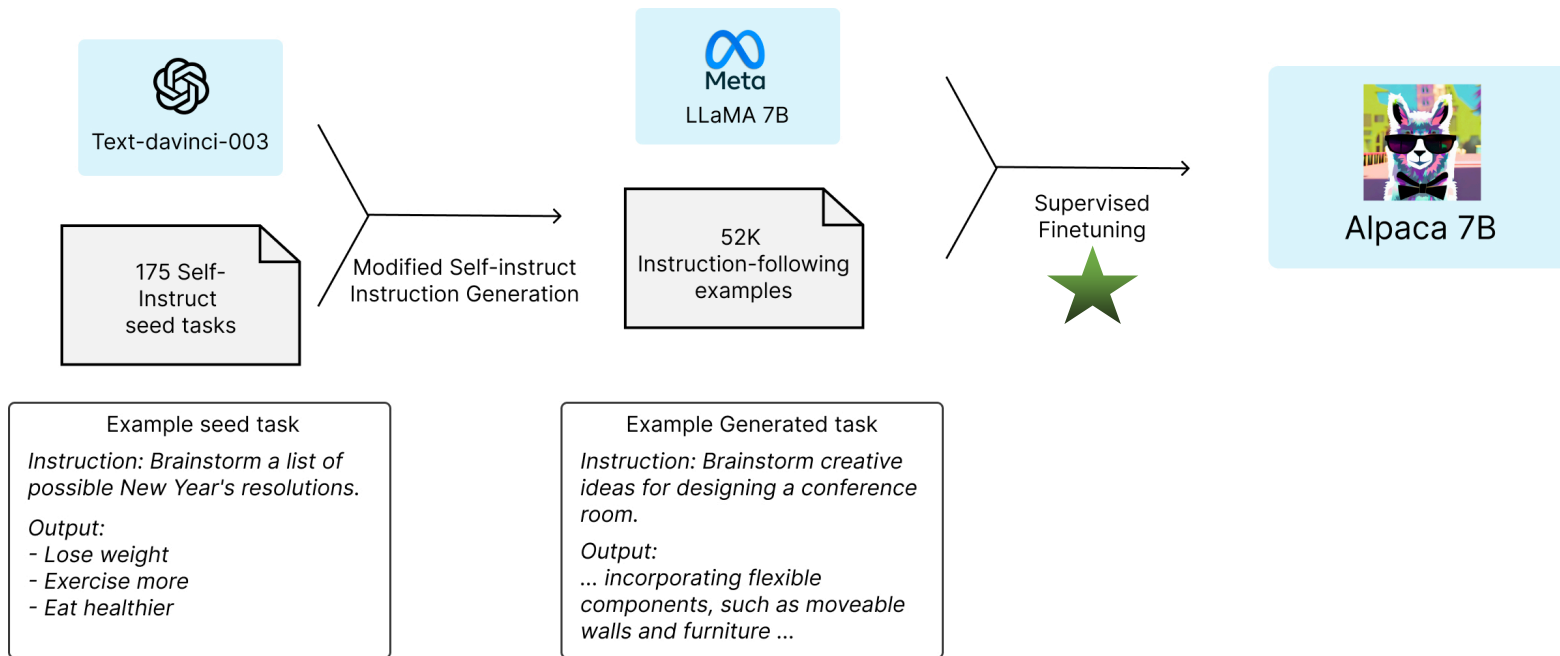 Text-davinci-003
175 Self-
Instruct
seed tasks
Modified Self-instruct
Instruction Generation
Meta
LLaMA 7B
52K
Instruction-following
examples
Supervised
Finetuning
Alpaca 7B
Example seed task
Instruction: Brainstorm a list of
possible New Year's resolutions.
Output:
- Lose weight
- Exercise more
- Eat healthier
Example Generated task
Instruction: Brainstorm creative
ideas for designing a conference
room.
Output:
... incorporating flexible
components, such as moveable
walls and furniture ...